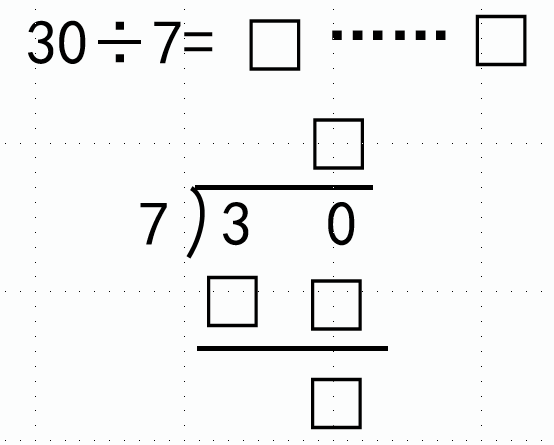 30÷7= □ ······ □
□
7 ) 3 0
□ □
□